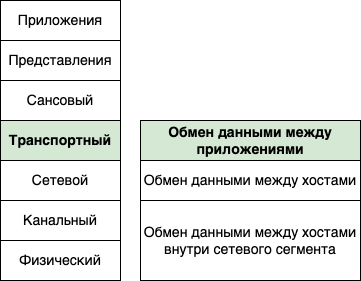 Приложения
Представления
Сансовый
Транспортный
Сетевой
Канальный
Физический
Обмен данными между
приложениями
Обмен данными между хостами
Обмен данными между хостами
внутри сетевого сегмента